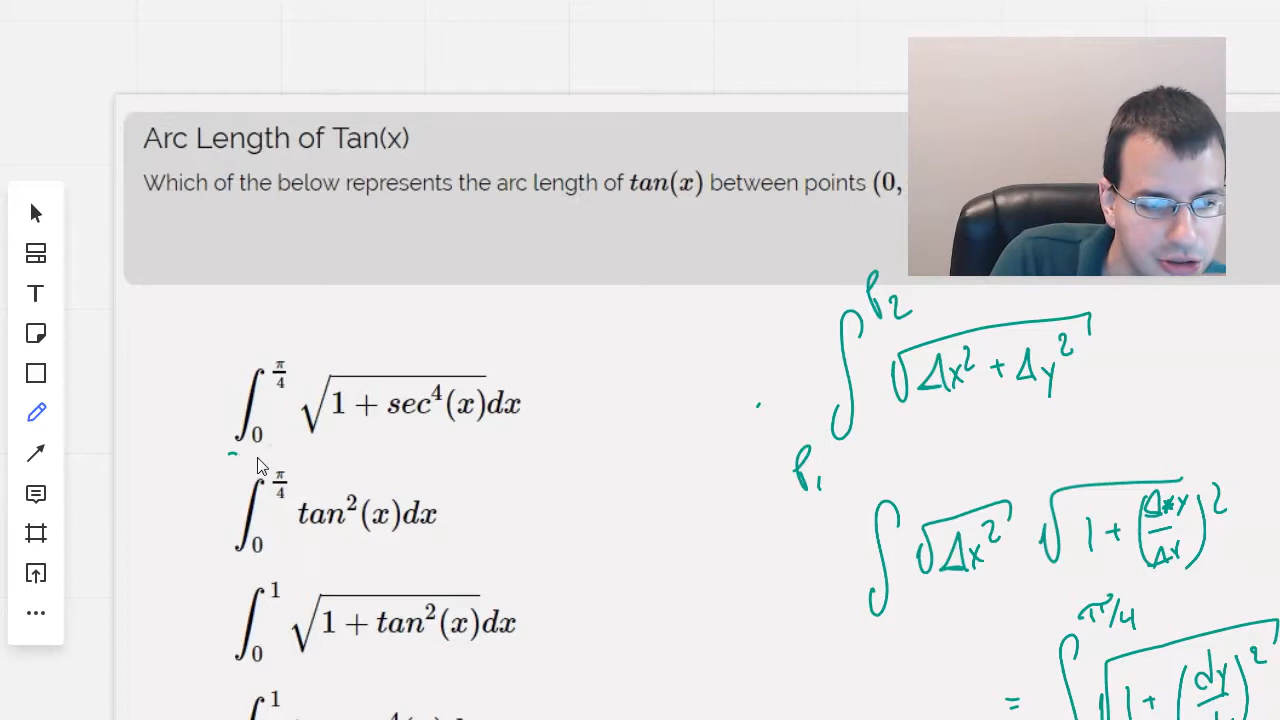 Arc Length of Tan(x)
Which of the below represents the arc length of tan(x) between points (0,
∫₀^{π/4} √(1 + sec⁴(x))dx
∫₀^{π/4} tan²(x)dx
∫₀¹ √(1 + tan²(x))dx
∫ 1
∫_{P₁}^{P₂} √(Δx² + Δy²)
∫ √(Δx²) √(1 + (Δy/Δx)²)
= ∫^{π/4} √(1 + (dy
T